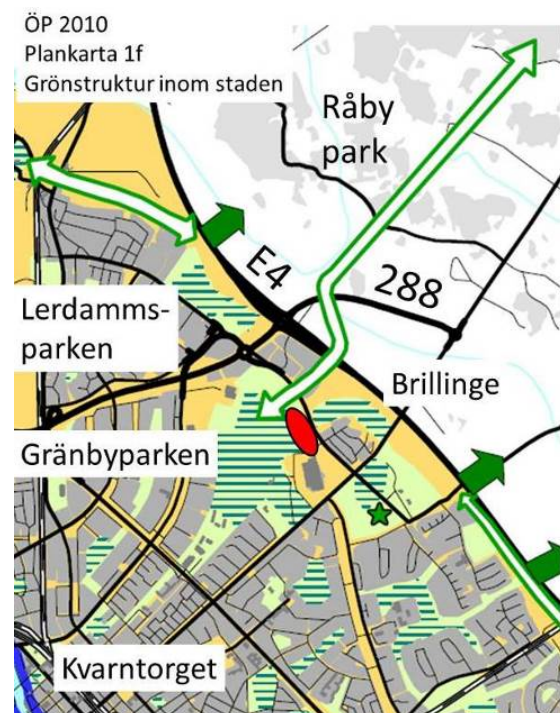 ÖP 2010
Plankarta 1f
Grönstruktur inom staden
Råby
park
E4
288
Lerdamms-
parken
Brillinge
Gränbyparken
Kvarntorget